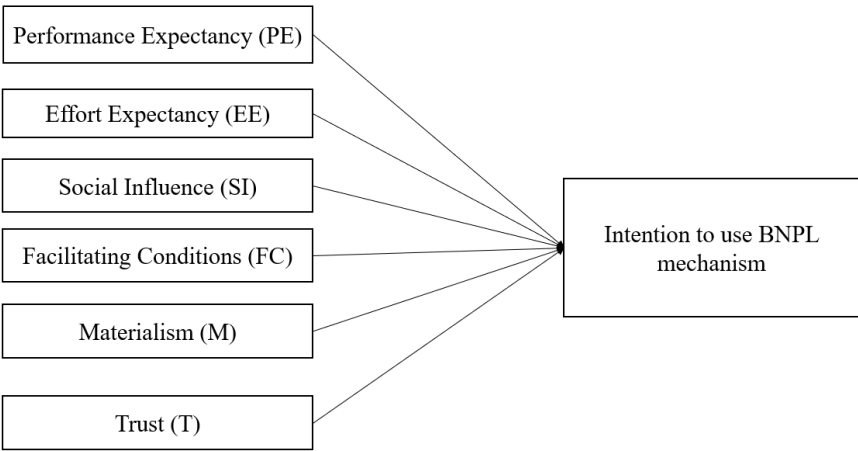 Performance Expectancy (PE)
Effort Expectancy (EE)
Social Influence (SI)
Facilitating Conditions (FC)
Materialism (M)
Trust (T)
Intention to use BNPL
mechanism